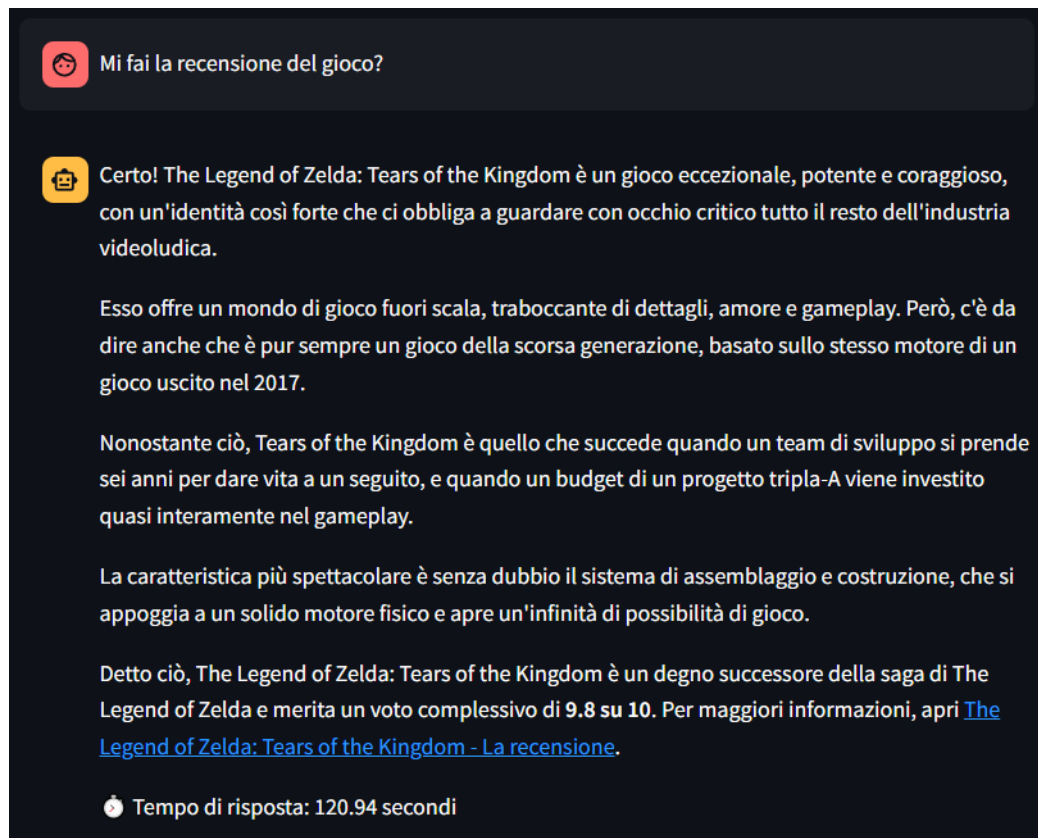 Mi fai la recensione del gioco?
Certo! The Legend of Zelda: Tears of the Kingdom è un gioco eccezionale, potente e coraggioso,
con un'identità così forte che ci obbliga a guardare con occhio critico tutto il resto dell'industria
videoludica.
Esso offre un mondo di gioco fuori scala, traboccante di dettagli, amore e gameplay. Però, c'è da
dire anche che è pur sempre un gioco della scorsa generazione, basato sullo stesso motore di un
gioco uscito nel 2017.
Nonostante ciò, Tears of the Kingdom è quello che succede quando un team di sviluppo si prende
sei anni per dare vita a un seguito, e quando un budget di un progetto tripla-A viene investito
quasi interamente nel gameplay.
La caratteristica più spettacolare è senza dubbio il sistema di assemblaggio e costruzione, che si
appoggia a un solido motore fisico e apre un'infinità di possibilità di gioco.
Detto ciò, The Legend of Zelda: Tears of the Kingdom è un degno successore della saga di The
Legend of Zelda e merita un voto complessivo di 9.8 su 10. Per maggiori informazioni, apri The
Legend of Zelda: Tears of the Kingdom - La recensione.
Tempo di risposta: 120.94 secondi